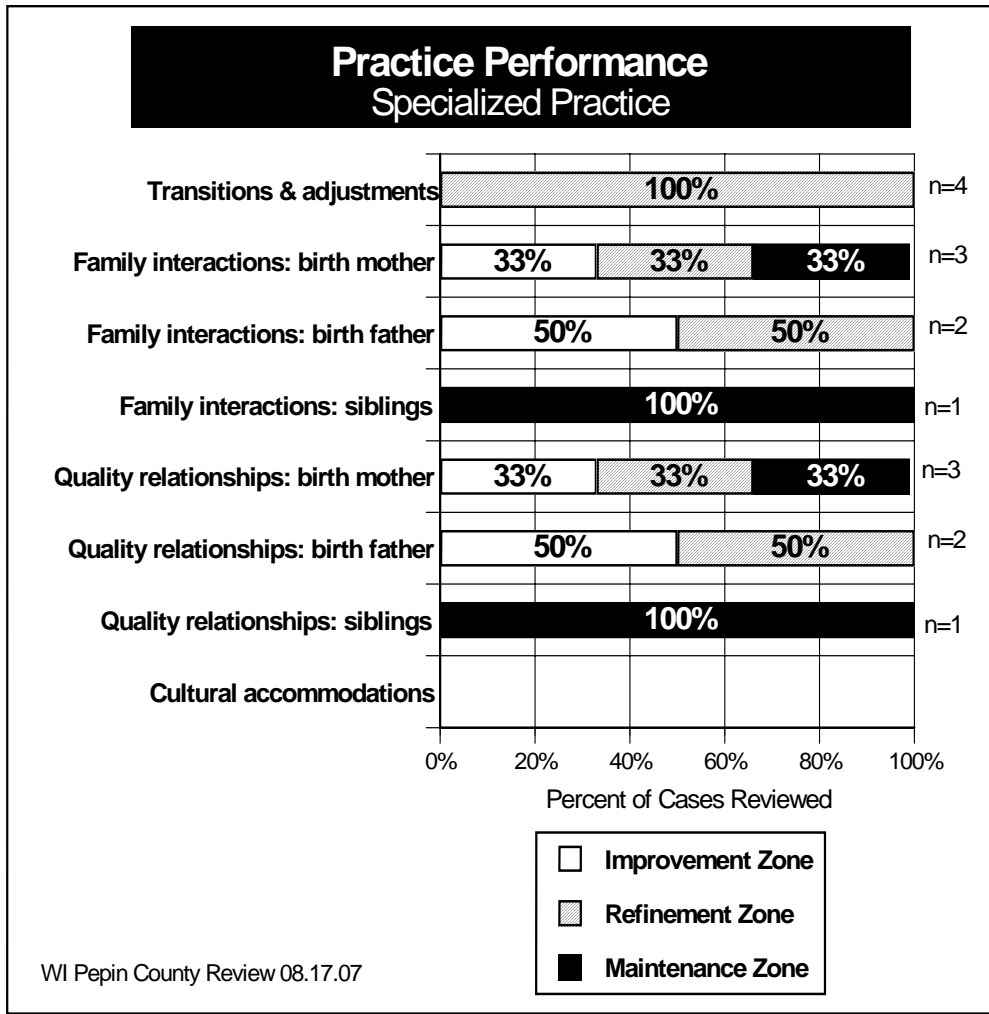 Practice Performance
Specialized Practice
Transitions & adjustments 100% n=4
Family interactions: birth mother 33% 33% 33% n=3
Family interactions: birth father 50% 50% n=2
Family interactions: siblings 100% n=1
Quality relationships: birth mother 33% 33% 33% n=3
Quality relationships: birth father 50% 50% n=2
Quality relationships: siblings 100% n=1
Cultural accommodations
0% 20% 40% 60% 80% 100%
Percent of Cases Reviewed
Improvement Zone
Refinement Zone
Maintenance Zone
WI Pepin County Review 08.17.07